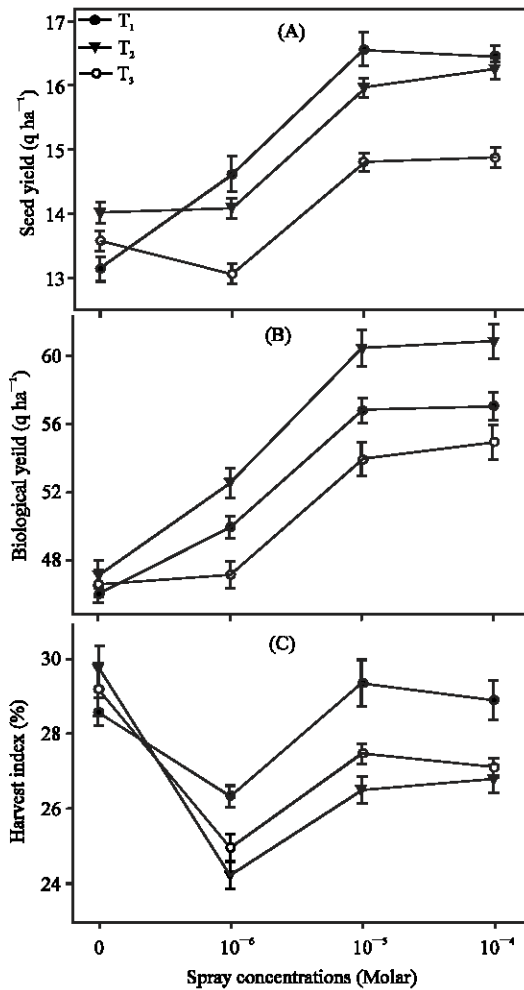 (A)
T₁
T₂
T₃
Seed yield (q ha⁻¹)
17
16
15
14
13
(B)
Biological yeild (q ha⁻¹)
60
56
52
48
(C)
Harvest index (%)
30
28
26
24
0 10⁻⁶ 10⁻⁵ 10⁻⁴
Spray concentrations (Molar)